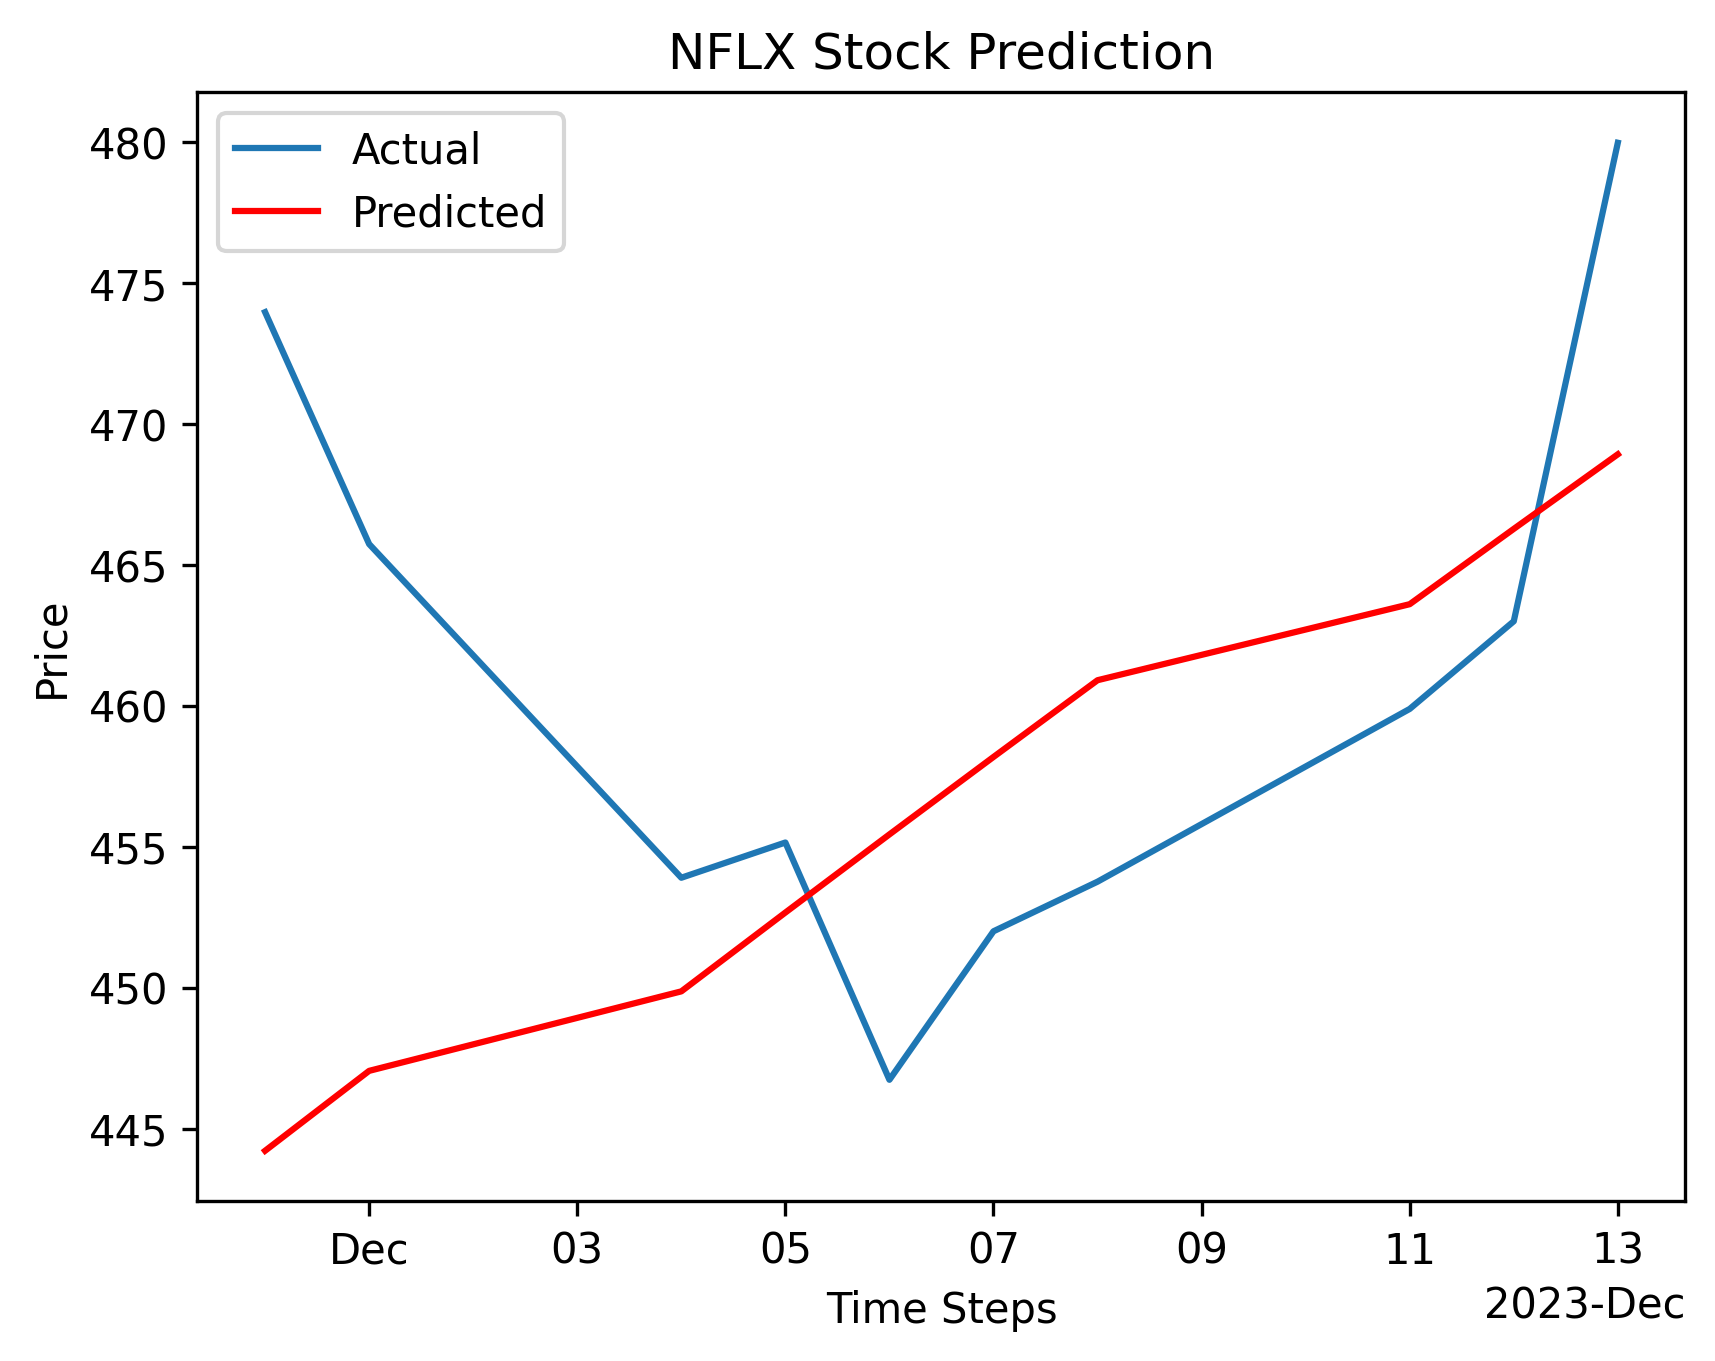 NFLX Stock Prediction
Actual
Predicted
480
475
470
465
460
455
450
445
Price
Dec 03 05 07 09 11 13
2023-Dec
Time Steps